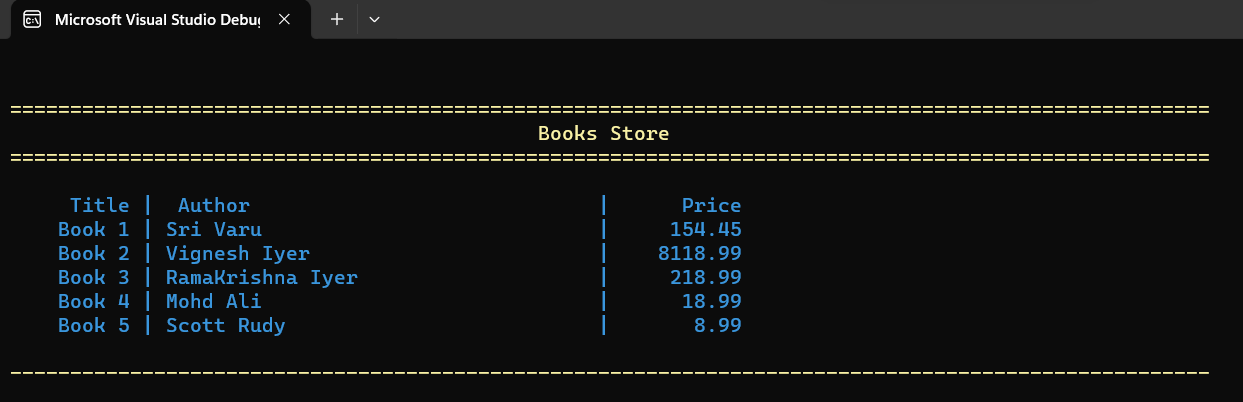 Microsoft Visual Studio Debug
====================================================================================================
Books Store
====================================================================================================
Title | Author | Price
Book 1 | Sri Varu | 154.45
Book 2 | Vignesh Iyer | 8118.99
Book 3 | RamaKrishna Iyer | 218.99
Book 4 | Mohd Ali | 18.99
Book 5 | Scott Rudy | 8.99
----------------------------------------------------------------------------------------------------